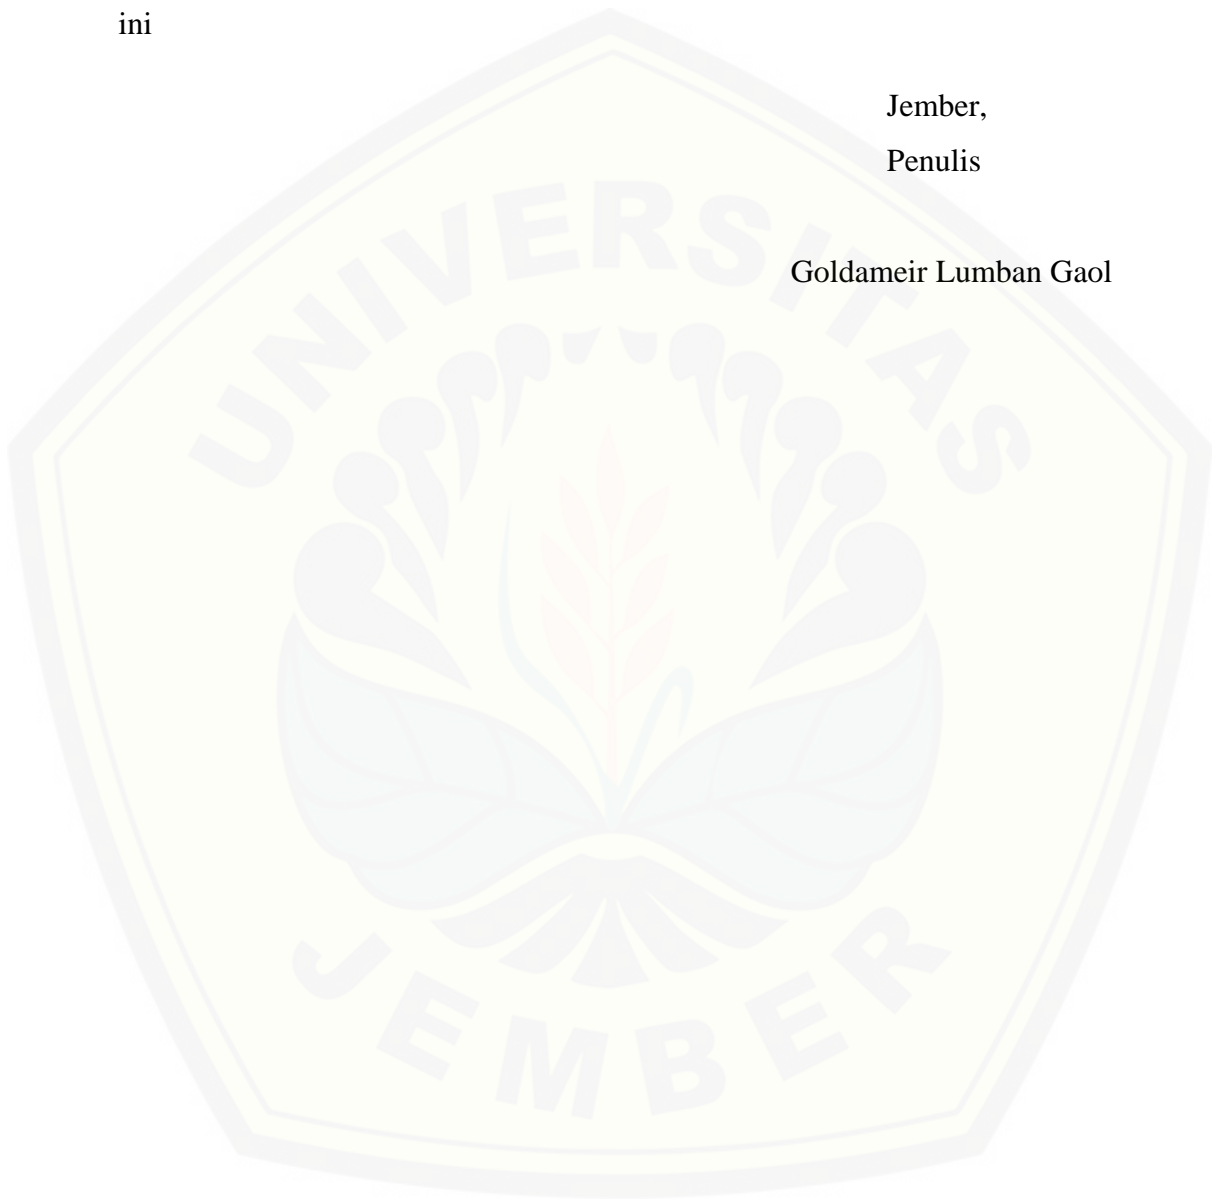 ini
Jember,
Penulis
Goldameir Lumban Gaol
UNIVERSITAS
JEMBER